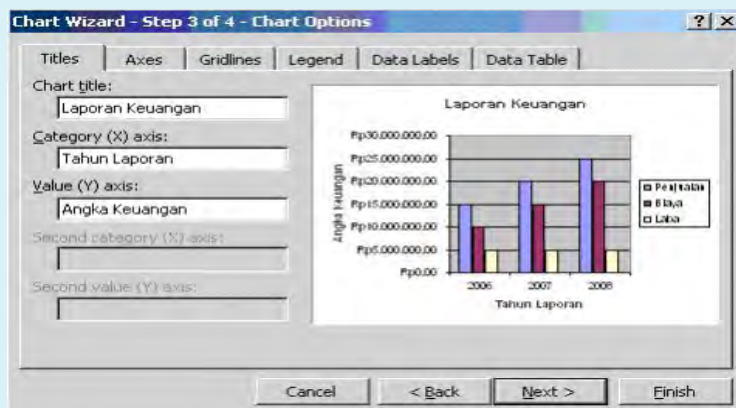 Chart Wizard - Step 3 of 4 - Chart Options
Titles
Axes
Gridlines
Legend
Data Labels
Data Table
Chart title:
Laporan Keuangan
Category (X) axis:
Tahun Laporan
Value (Y) axis:
Angka Keuangan
Second category (X) axis:
Second value (Y) axis:
Laporan Keuangan
Rp30.000.000,00
Rp25.000.000,00
Rp20.000.000,00
Rp15.000.000,00
Rp10.000.000,00
Rp5.000.000,00
Rp0,00
Angka Keuangan
2006
2007
2008
Tahun Laporan
Penjualan
Biaya
Laba
Cancel
< Back
Next >
Finish